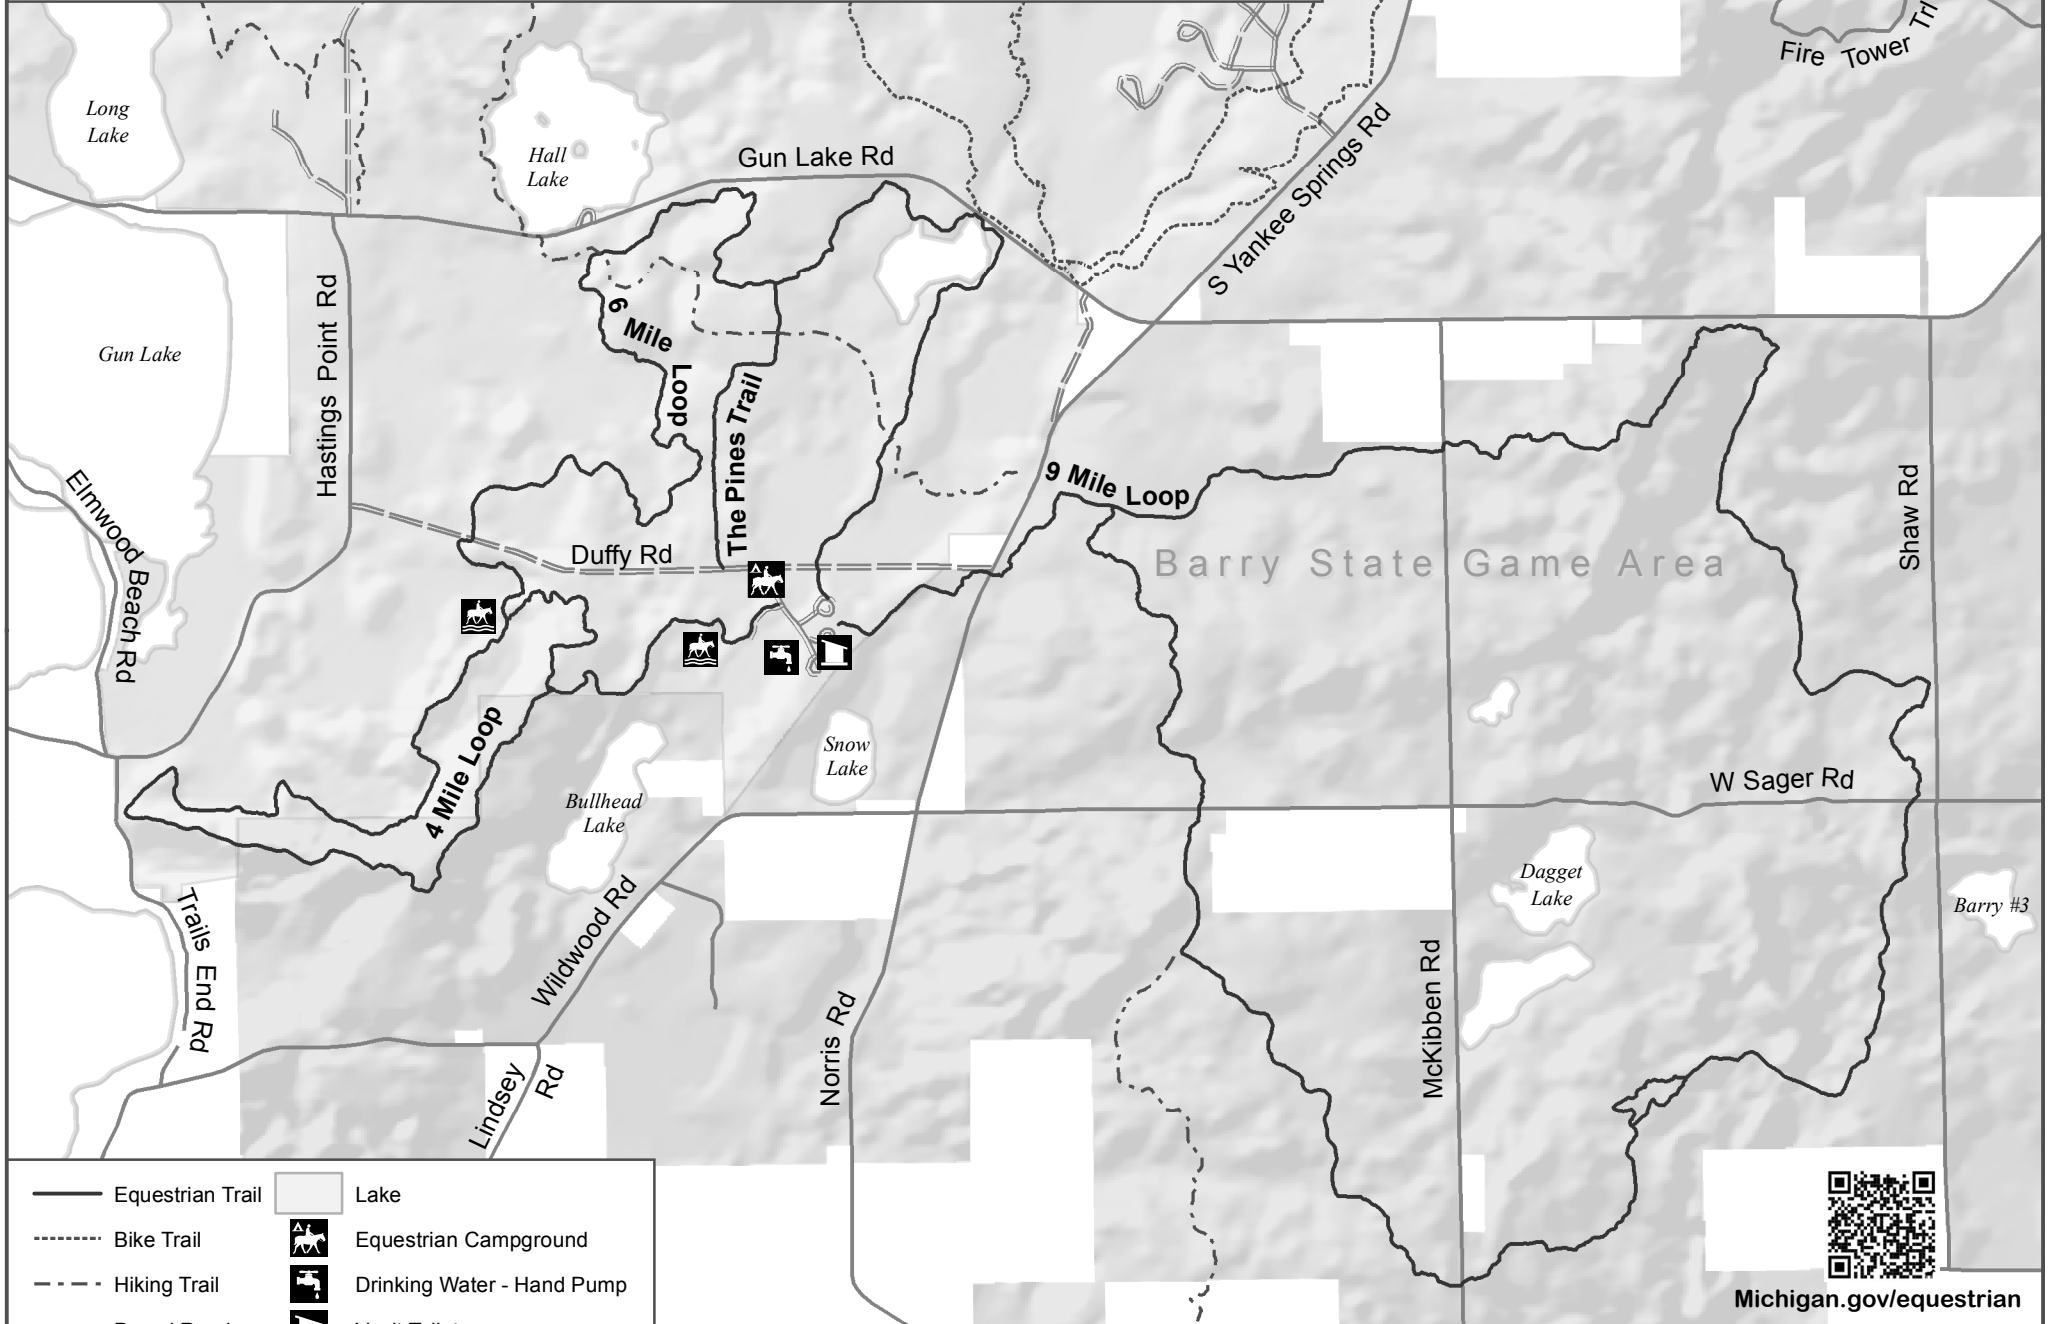 Fire Tower Trl
Long
Lake
Hall
Lake
Gun Lake Rd
S Yankee Springs Rd
Gun Lake
Hastings Point Rd
6 Mile Loop
The Pines Trail
9 Mile Loop
Elmwood Beach Rd
Duffy Rd
Barry State Game Area
Shaw Rd
4 Mile Loop
Snow
Lake
W Sager Rd
Bullhead
Lake
Dagget
Lake
Barry #3
Trails End Rd
Wildwood Rd
McKibben Rd
Norris Rd
Lindsey Rd
Equestrian Trail
Lake
Bike Trail
Equestrian Campground
Hiking Trail
Drinking Water - Hand Pump
Michigan.gov/equestrian